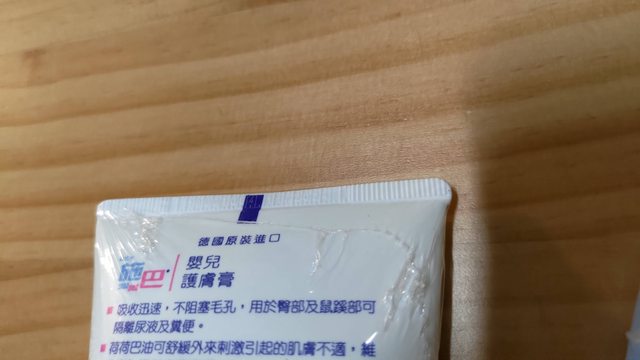 德國原裝進口
施巴
嬰兒
護膚膏
吸收迅速，不阻塞毛孔，用於臀部及鼠蹊部可
隔離尿液及糞便。
荷荷巴油可舒緩外來刺激引起的肌膚不適，維